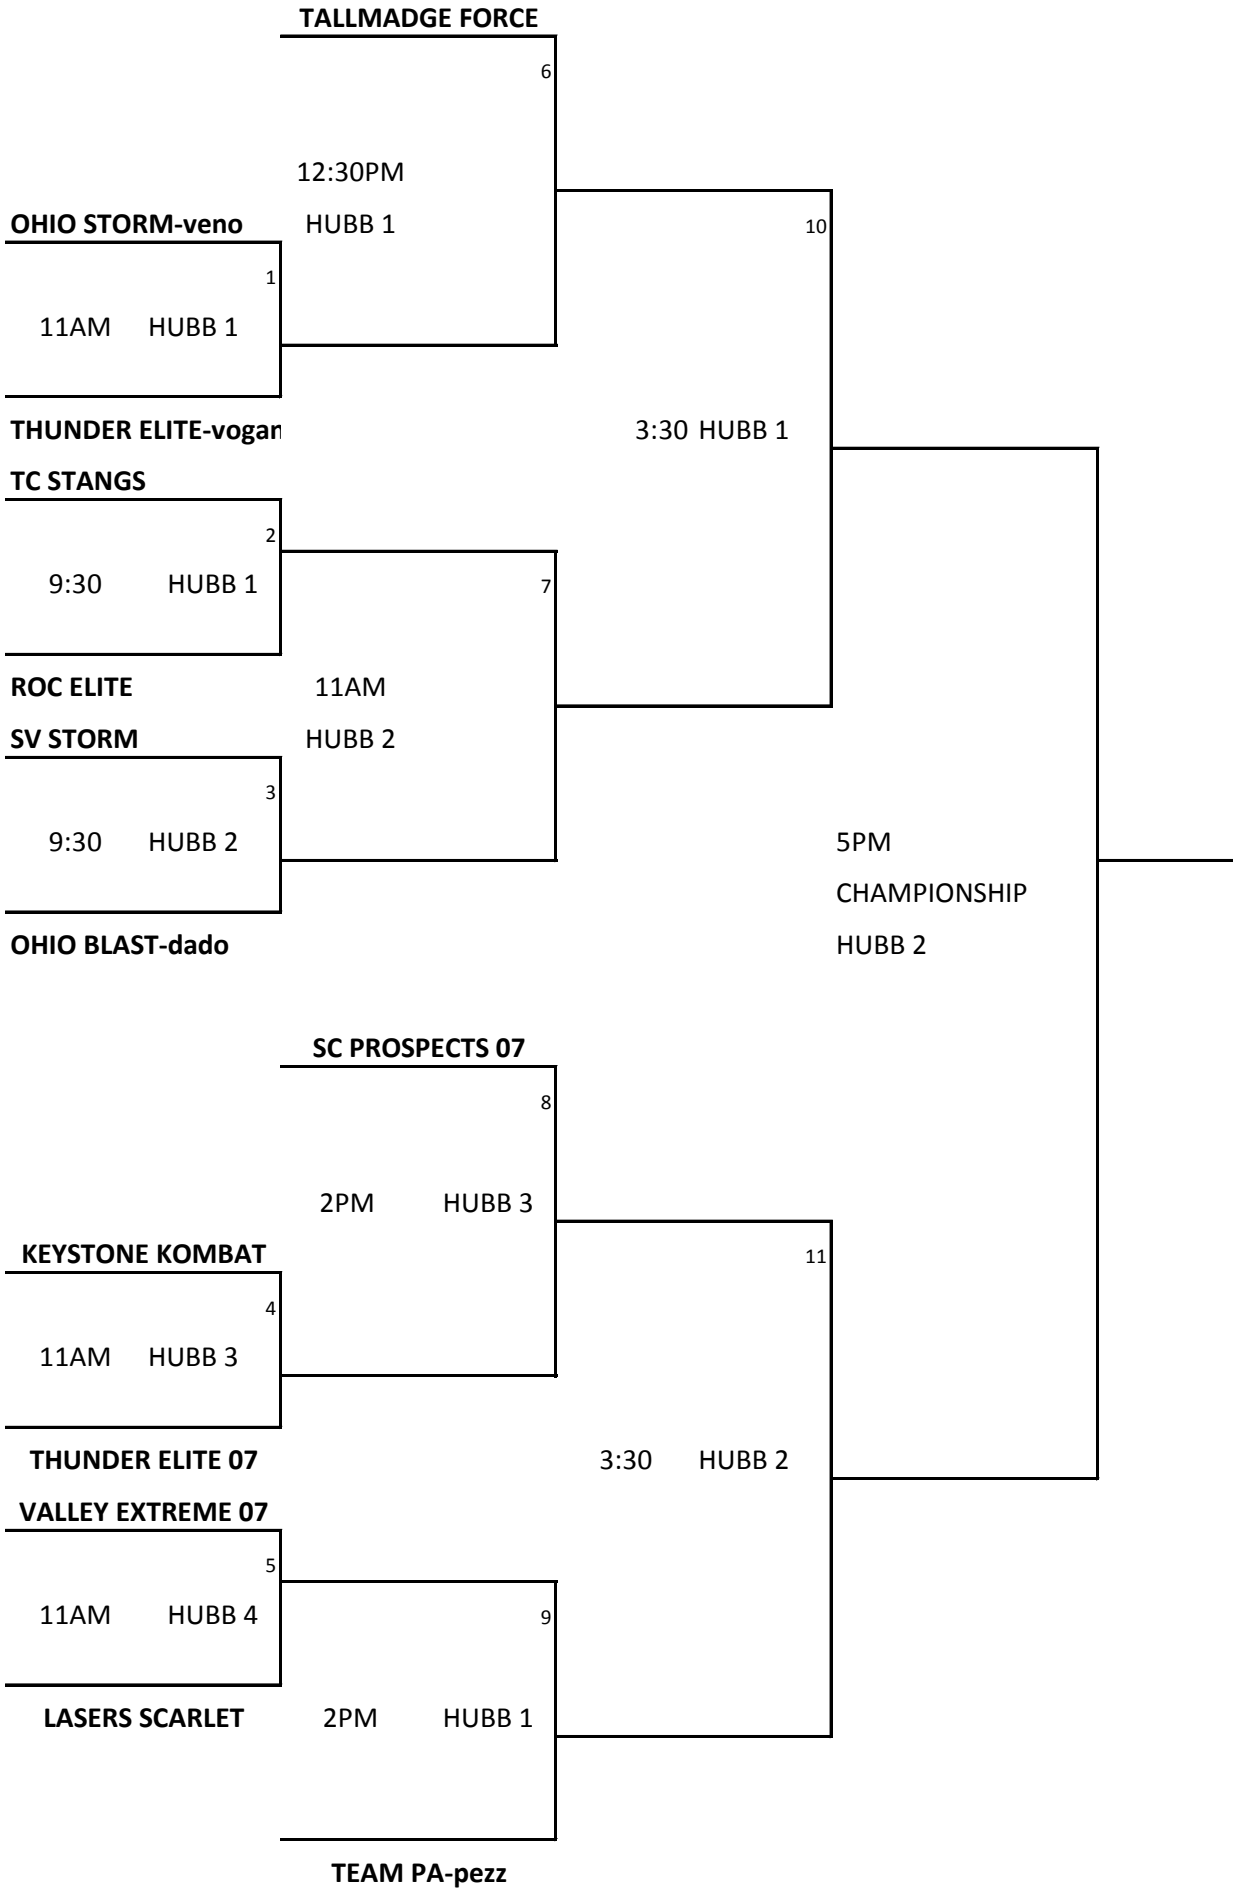 TALLMADGE FORCE
6
12:30PM
OHIO STORM-veno HUBB 1 10
1
11AM HUBB 1
THUNDER ELITE-vogan 3:30 HUBB 1
TC STANGS
2
9:30 HUBB 1 7
ROC ELITE 11AM
SV STORM HUBB 2
3
9:30 HUBB 2 5PM
CHAMPIONSHIP
OHIO BLAST-dado HUBB 2
SC PROSPECTS 07
8
2PM HUBB 3
KEYSTONE KOMBAT 11
4
11AM HUBB 3
THUNDER ELITE 07 3:30 HUBB 2
VALLEY EXTREME 07
5
11AM HUBB 4 9
LASERS SCARLET 2PM HUBB 1
TEAM PA-pezz